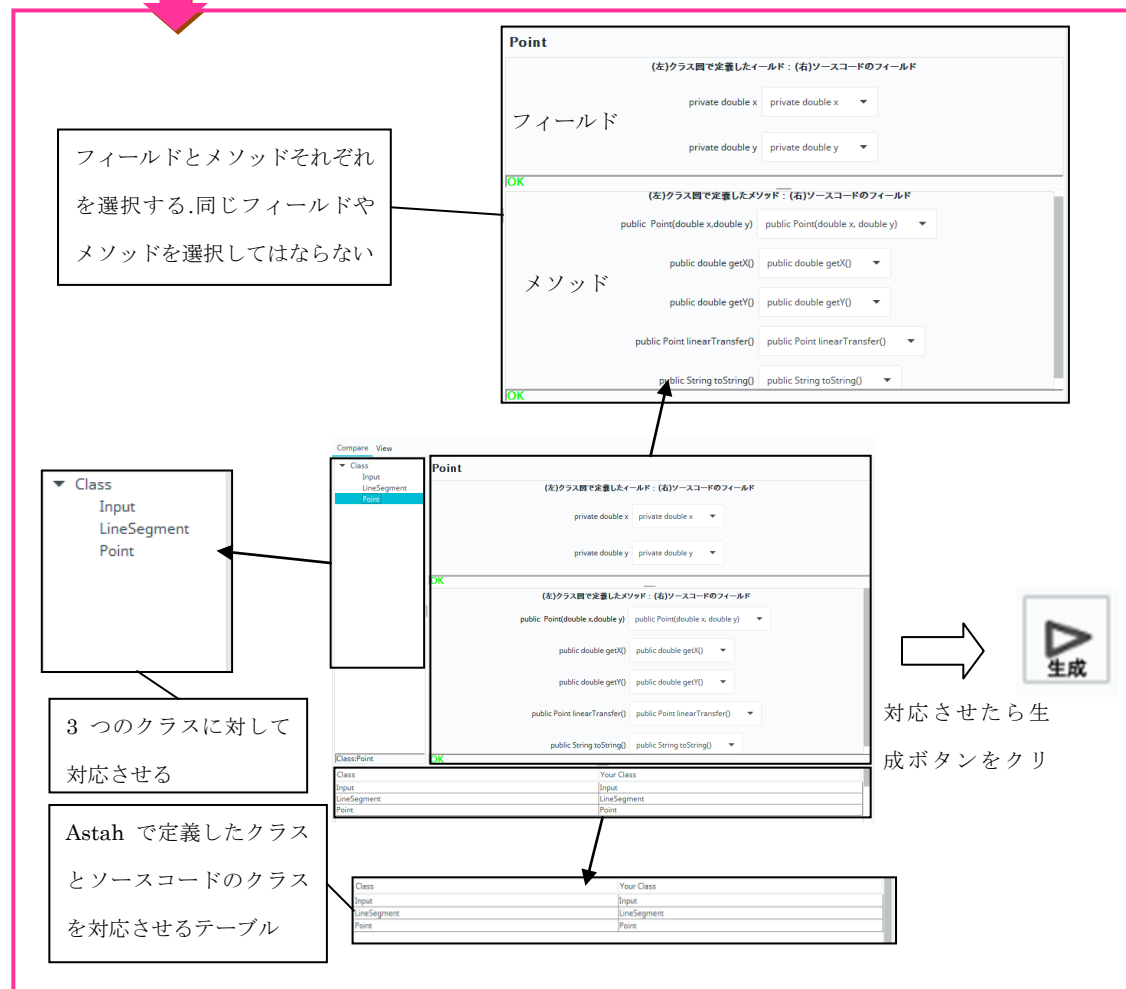 Point
(左)クラス図で定義したィールド：(右)ソースコードのフィールド
private double x private double x
フィールド
private double y private double y
OK
(左)クラス図で定義したメソッド：(右)ソースコードのフィールド
public Point(double x,double y) public Point(double x, double y)
public double getX() public double getX()
メソッド
public double getY() public double getY()
public Point linearTransfer() public Point linearTransfer()
public String toString() public String toString()
OK
フィールドとメソッドそれぞれ
を選択する.同じフィールドや
メソッドを選択してはならない
Class
Input
LineSegment
Point
3 つのクラスに対して
対応させる
Compare View
Class
Input
LineSegment
Point
Class:Point
Point
(左)クラス図で定義したィールド：(右)ソースコードのフィールド
private double x private double x
private double y private double y
OK
(左)クラス図で定義したメソッド：(右)ソースコードのフィールド
public Point(double x,double y) public Point(double x, double y)
public double getX() public double getX()
public double getY() public double getY()
public Point linearTransfer() public Point linearTransfer()
public String toString() public String toString()
OK
Class Your Class
Input Input
LineSegment LineSegment
Point Point
生成
対応させたら生
成ボタンをクリ
Astah で定義したクラス
とソースコードのクラス
を対応させるテーブル
Class Your Class
Input Input
LineSegment LineSegment
Point Point